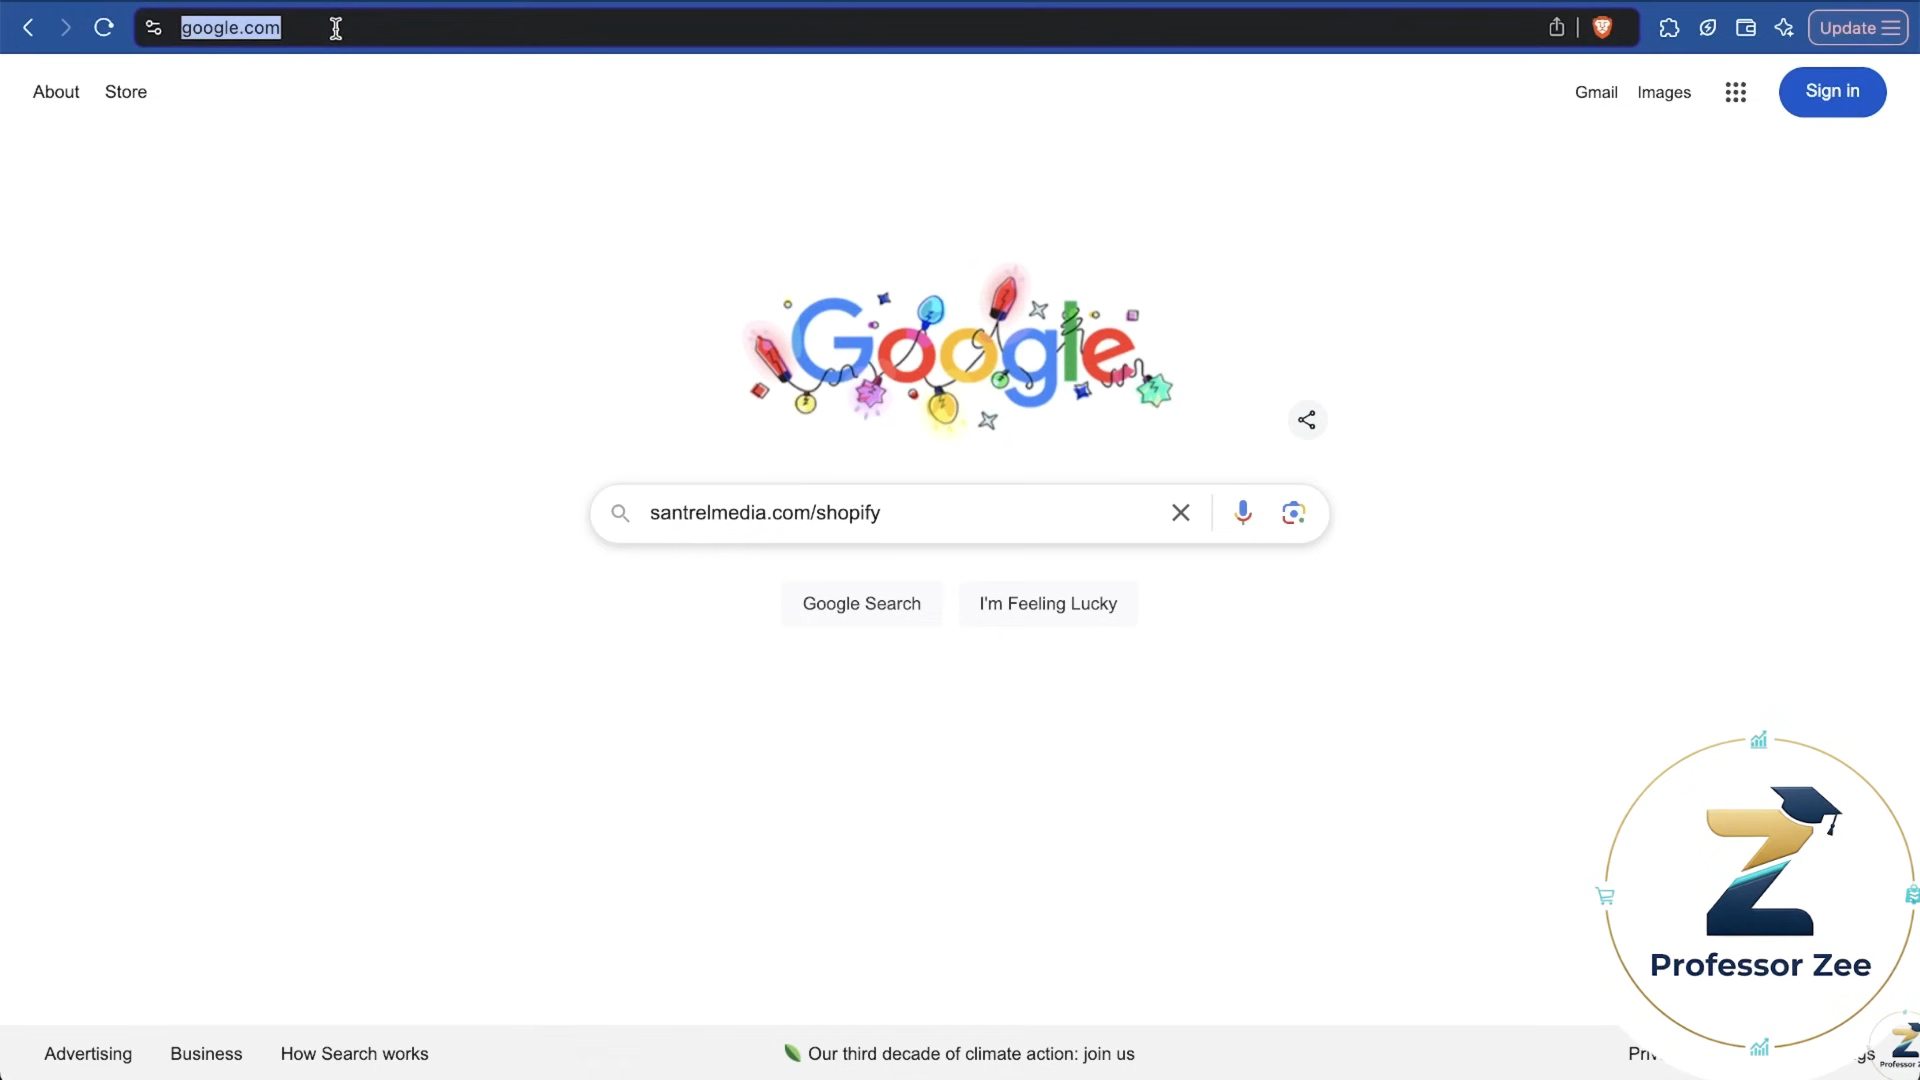 google.com
Update
About
Store
Gmail
Images
Sign in
Google
santrelmedia.com/shopify
Google Search
I'm Feeling Lucky
Z
Professor Zee
Advertising
Business
How Search works
Our third decade of climate action: join us